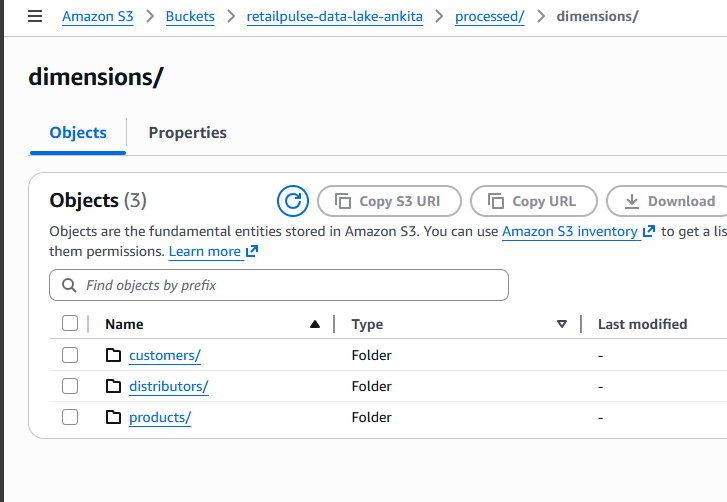 Amazon S3 > Buckets > retailpulse-data-lake-ankita > processed/ > dimensions/
dimensions/
Objects Properties
Objects (3) Copy S3 URI Copy URL Download
Objects are the fundamental entities stored in Amazon S3. You can use Amazon S3 inventory to get a lis
them permissions. Learn more
Find objects by prefix
Name Type Last modified
customers/ Folder -
distributors/ Folder -
products/ Folder -